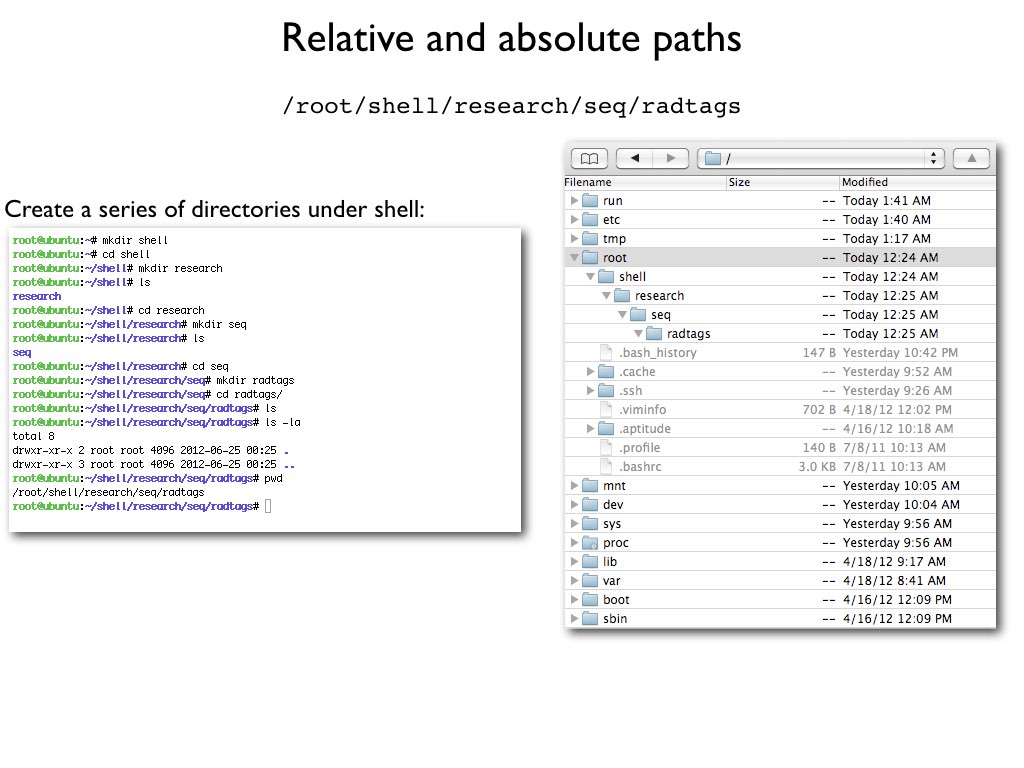 Relative and absolute paths
/root/shell/research/seq/radtags
Create a series of directories under shell:
root@ubuntu:~# mkdir shell
root@ubuntu:~# cd shell
root@ubuntu:~/shell# mkdir research
root@ubuntu:~/shell# ls
research
root@ubuntu:~/shell# cd research
root@ubuntu:~/shell/research# mkdir seq
root@ubuntu:~/shell/research# ls
seq
root@ubuntu:~/shell/research# cd seq
root@ubuntu:~/shell/research/seq# mkdir radtags
root@ubuntu:~/shell/research/seq# cd radtags/
root@ubuntu:~/shell/research/seq/radtags# ls
root@ubuntu:~/shell/research/seq/radtags# ls -la
total 8
drwxr-xr-x 2 root root 4096 2012-06-25 00:25 .
drwxr-xr-x 3 root root 4096 2012-06-25 00:25 ..
root@ubuntu:~/shell/research/seq/radtags# pwd
/root/shell/research/seq/radtags
root@ubuntu:~/shell/research/seq/radtags#
/
Filename Size Modified
run -- Today 1:41 AM
etc -- Today 1:40 AM
tmp -- Today 1:17 AM
root -- Today 12:24 AM
shell -- Today 12:24 AM
research -- Today 12:25 AM
seq -- Today 12:25 AM
radtags -- Today 12:25 AM
.bash_history 147 B Yesterday 10:42 PM
.cache -- Yesterday 9:52 AM
.ssh -- Yesterday 9:26 AM
.viminfo 702 B 4/18/12 12:02 PM
.aptitude -- 4/16/12 10:18 AM
.profile 140 B 7/8/11 10:13 AM
.bashrc 3.0 KB 7/8/11 10:13 AM
mnt -- Yesterday 10:05 AM
dev -- Yesterday 10:04 AM
sys -- Yesterday 9:56 AM
proc -- Yesterday 9:56 AM
lib -- 4/18/12 9:17 AM
var -- 4/18/12 8:41 AM
boot -- 4/16/12 12:09 PM
sbin -- 4/16/12 12:09 PM